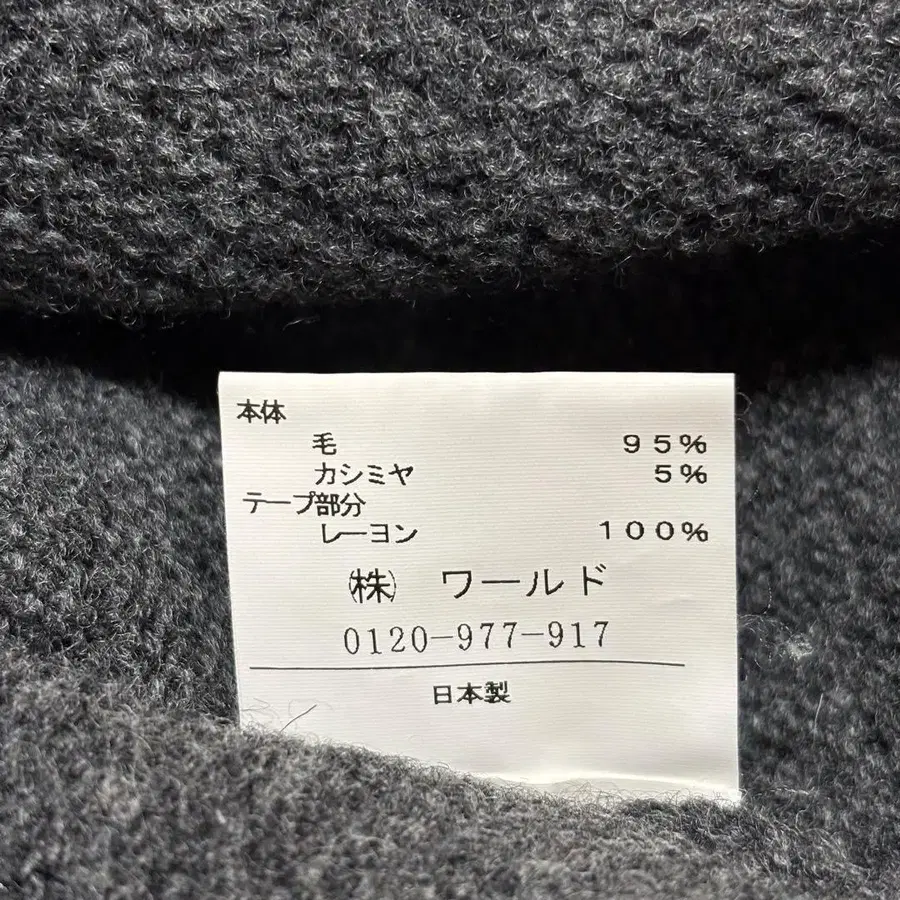 本体
毛 95%
カシミヤ 5%
テープ部分
レーヨン 100%
㈱ ワールド
0120-977-917
日本製